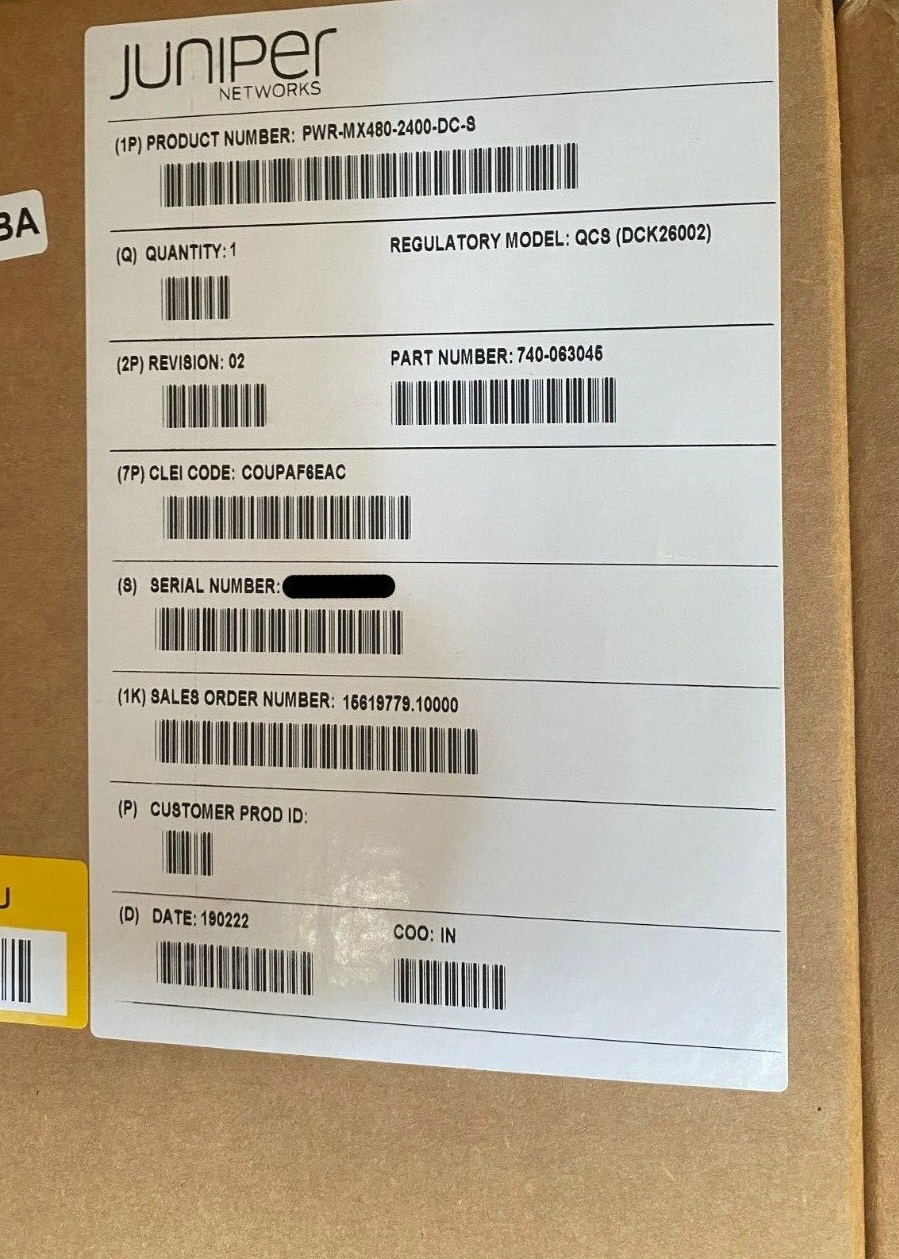 JUNIPER
NETWORKS
(1P) PRODUCT NUMBER: PWR-MX480-2400-DC-S
3A
(Q) QUANTITY: 1
REGULATORY MODEL: QCS (DCK26002)
(2P) REVISION: 02
PART NUMBER: 740-063045
(7P) CLEI CODE: COUPAF6EAC
(S) SERIAL NUMBER:
(1K) SALES ORDER NUMBER: 15619779.10000
(P) CUSTOMER PROD ID:
(D) DATE: 190222
COO: IN